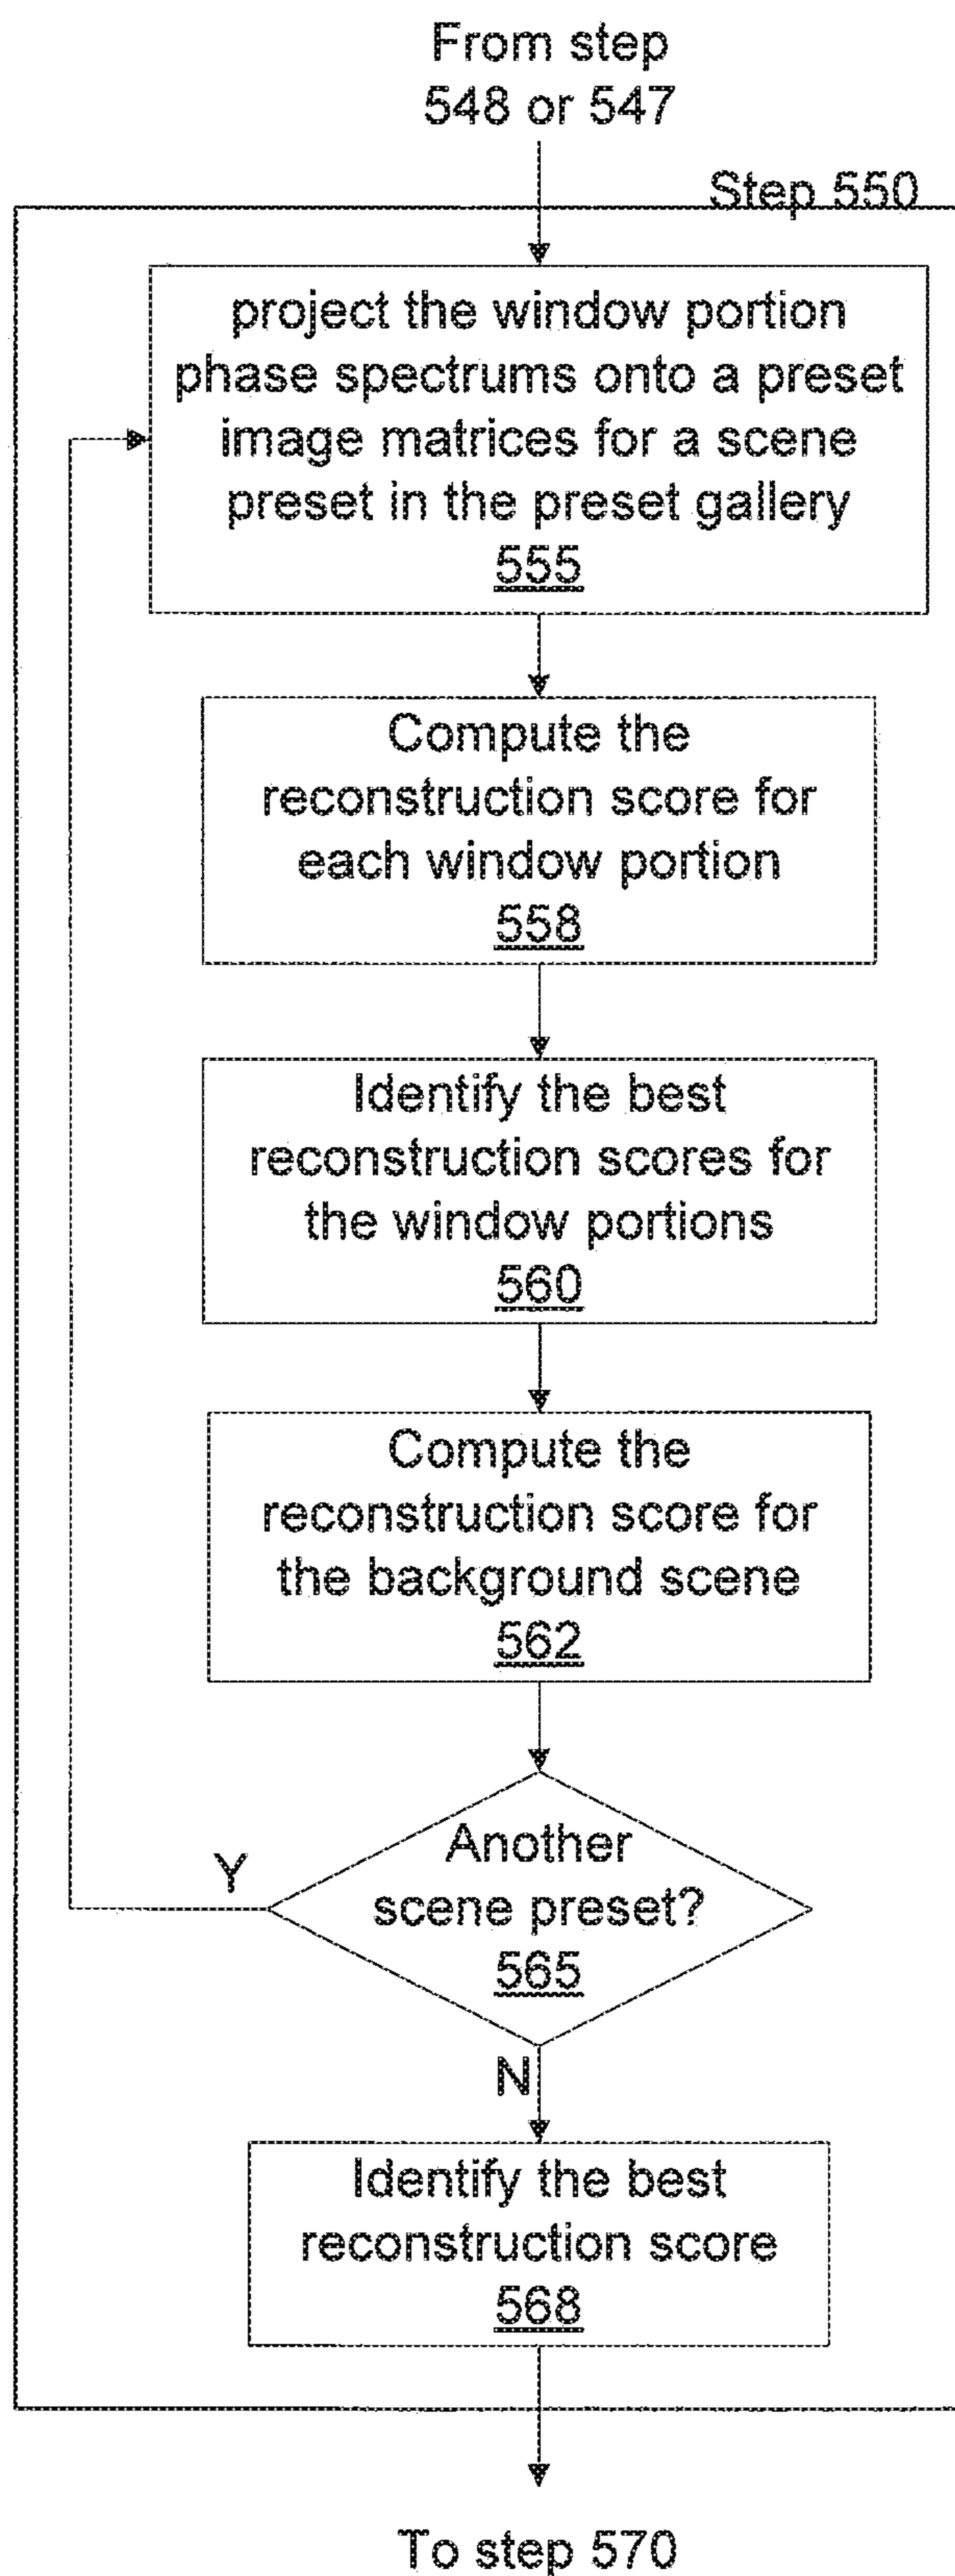 From step
548 or 547
Step 550
project the window portion
phase spectrums onto a preset
image matrices for a scene
preset in the preset gallery
555
Compute the
reconstruction score for
each window portion
558
Identify the best
reconstruction scores for
the window portions
560
Compute the
reconstruction score for
the background scene
562
Another
scene preset?
565
Y
N
Identify the best
reconstruction score
568
To step 570